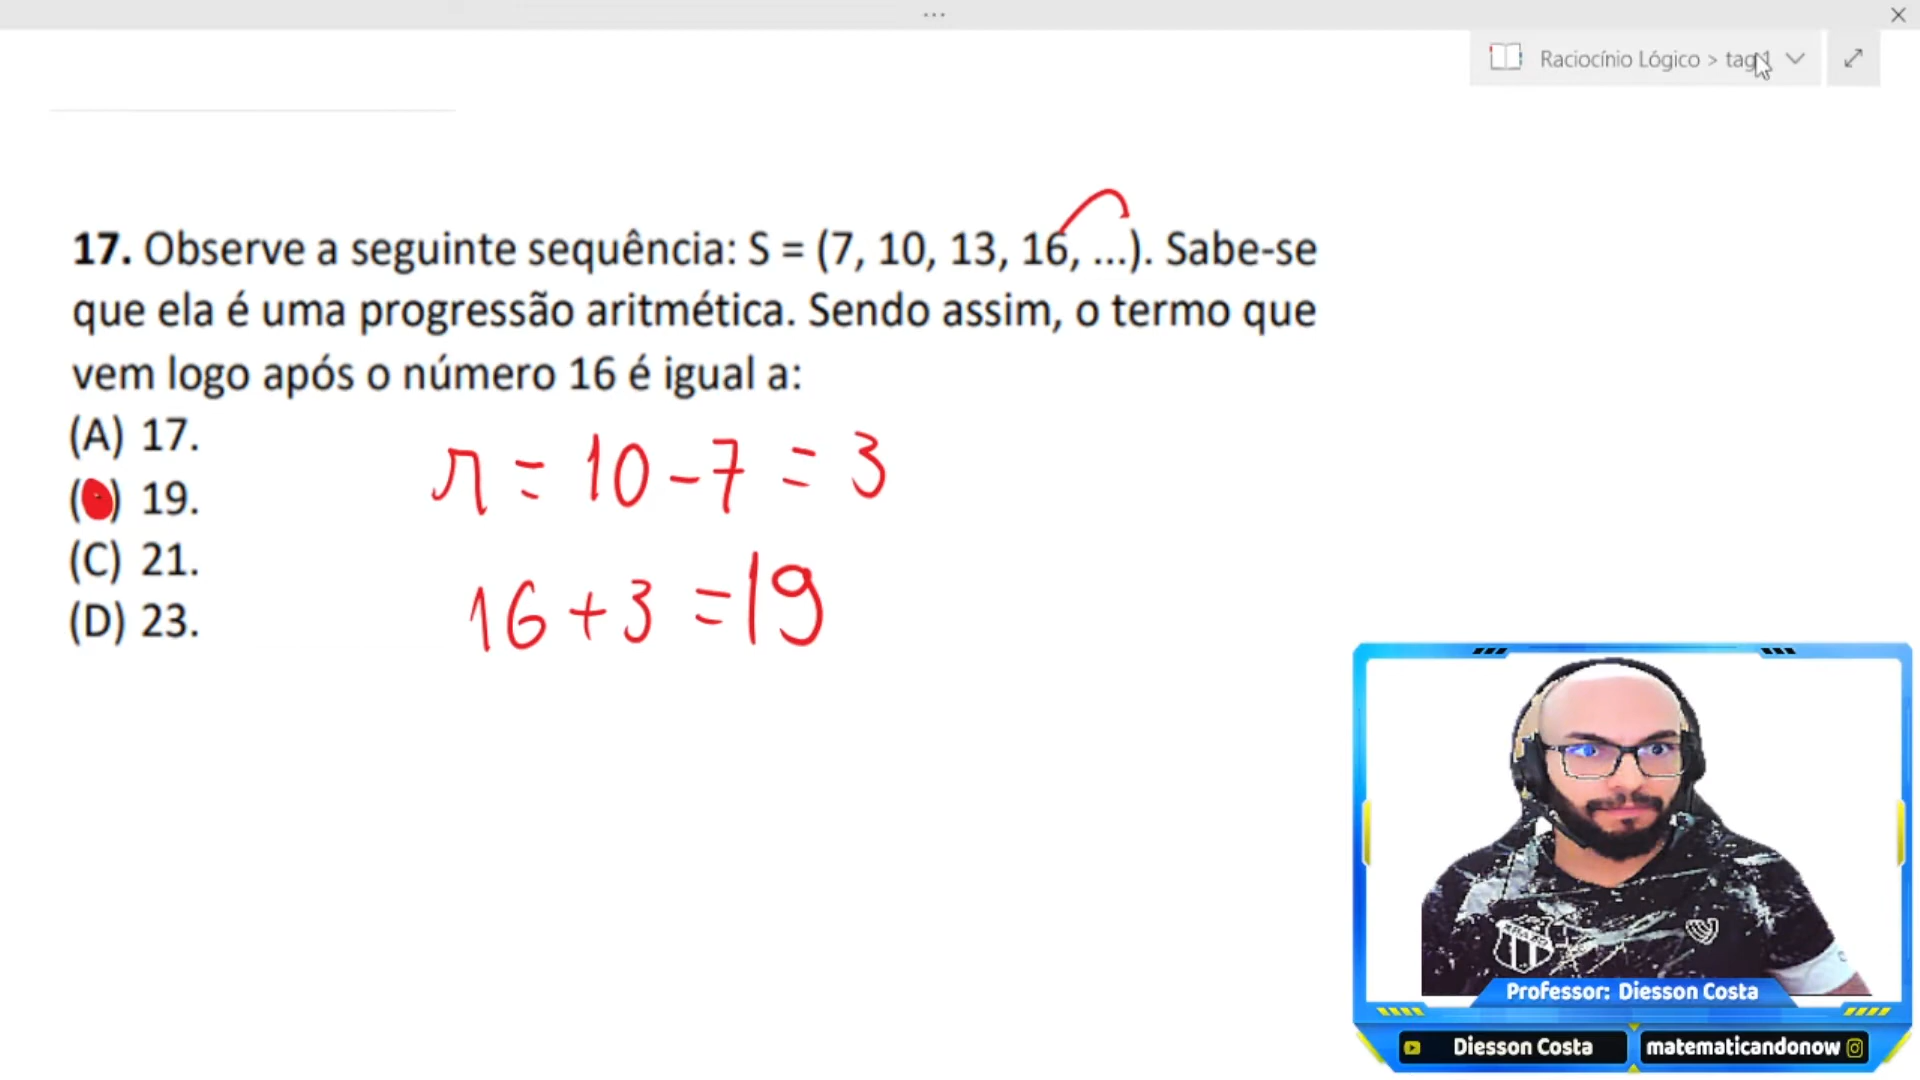 ...
Raciocínio Lógico > tag 1
17. Observe a seguinte sequência: S = (7, 10, 13, 16, ...). Sabe-se
que ela é uma progressão aritmética. Sendo assim, o termo que
vem logo após o número 16 é igual a:
(A) 17.
( ) 19.
(C) 21.
(D) 23.
r = 10 - 7 = 3
16 + 3 = 19
Professor: Diesson Costa
Diesson Costa
matematicandonow